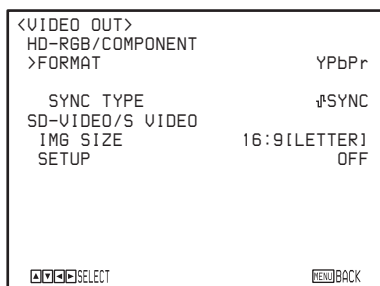 <VIDEO OUT>
HD-RGB/COMPONENT
>FORMAT YPbPr
SYNC TYPE SYNC
SD-VIDEO/S VIDEO
IMG SIZE 16:9[LETTER]
SETUP OFF
▲▼◄►SELECT MENU BACK